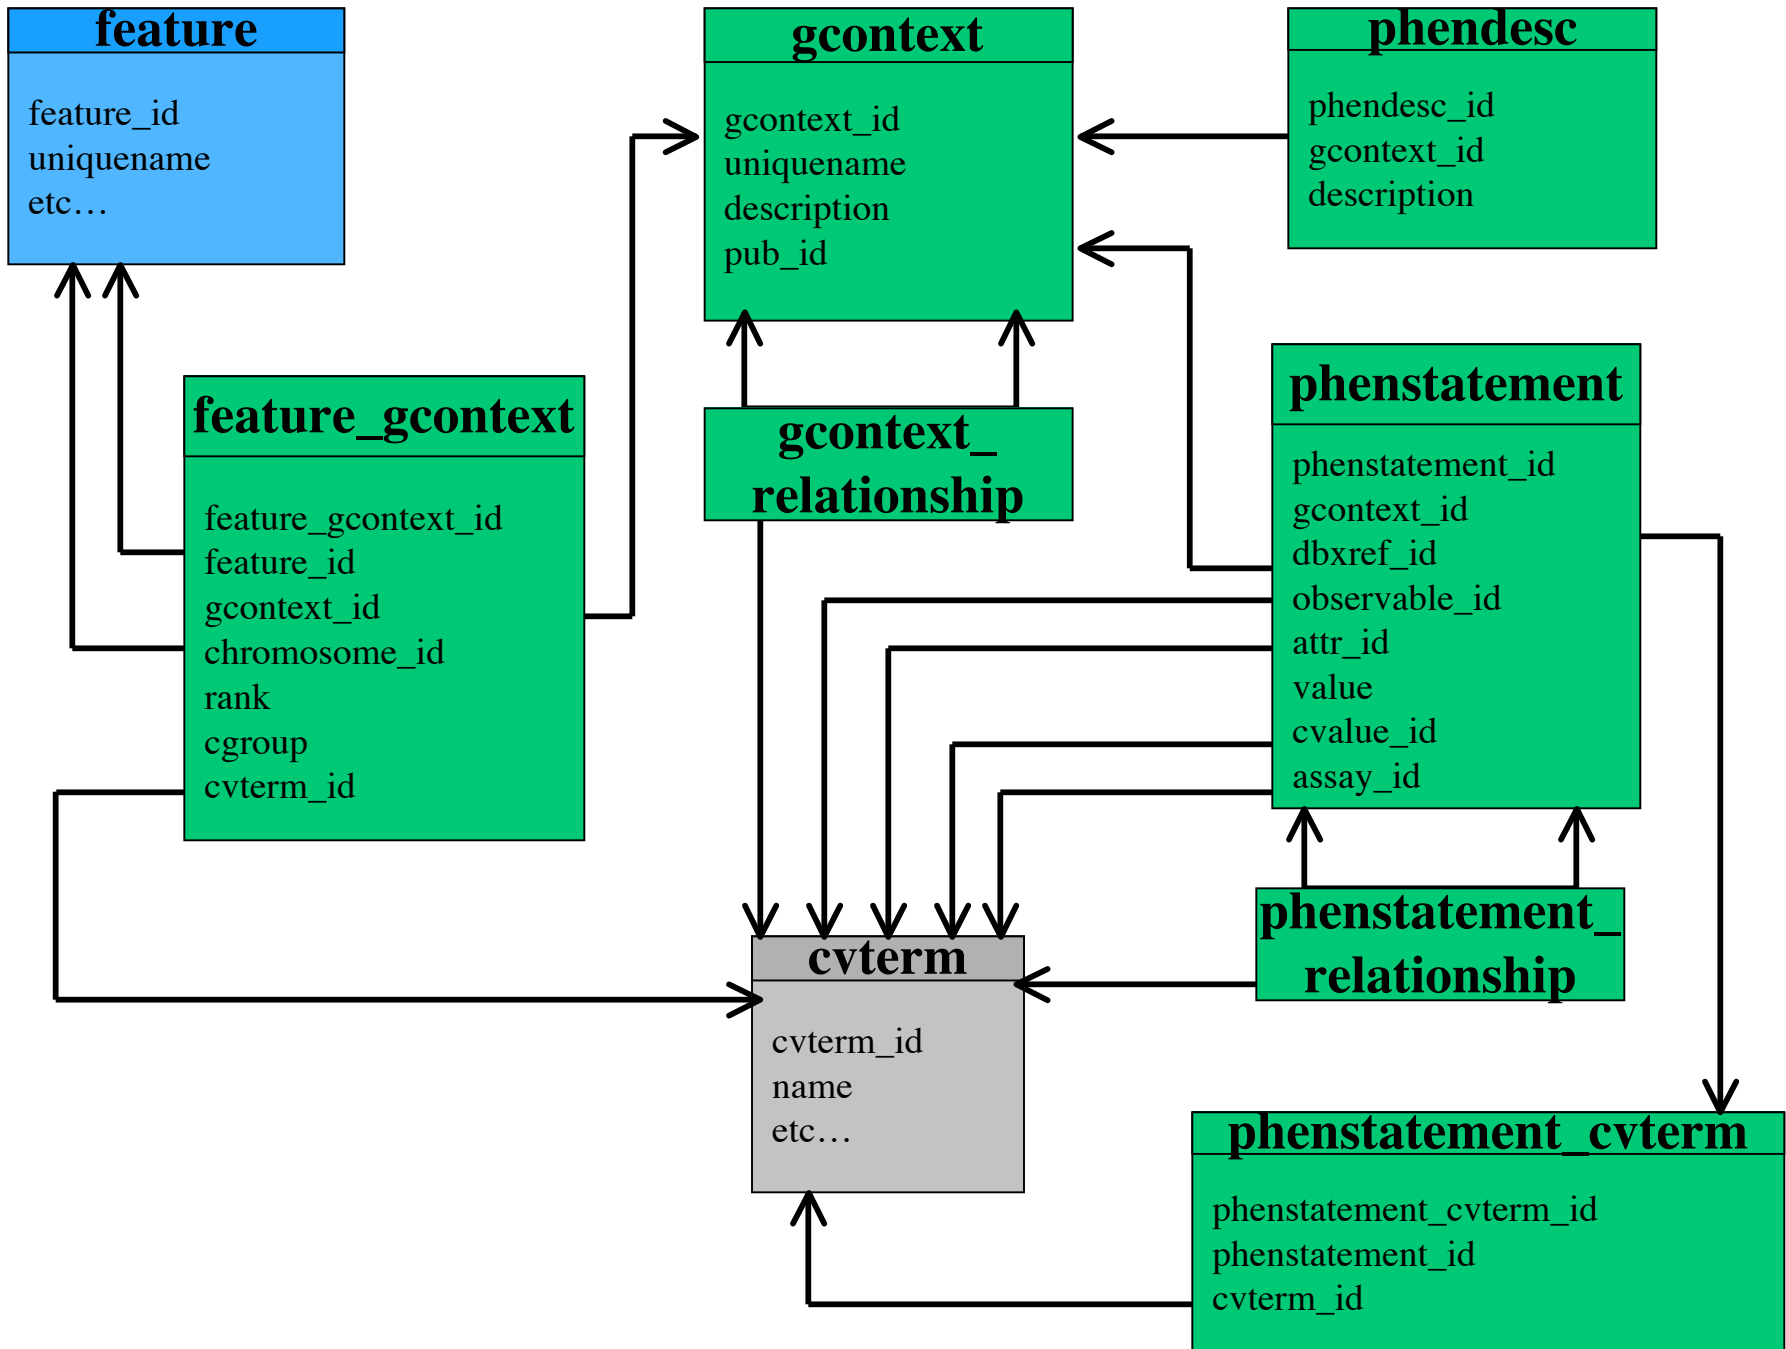 feature
feature_id
uniquename
etc…
gcontext
gcontext_id
uniquename
description
pub_id
phendesc
phendesc_id
gcontext_id
description
feature_gcontext
feature_gcontext_id
feature_id
gcontext_id
chromosome_id
rank
cgroup
cvterm_id
gcontext_
relationship
phenstatement
phenstatement_id
gcontext_id
dbxref_id
observable_id
attr_id
value
cvalue_id
assay_id
phenstatement_
relationship
cvterm
cvterm_id
name
etc…
phenstatement_cvterm
phenstatement_cvterm_id
phenstatement_id
cvterm_id